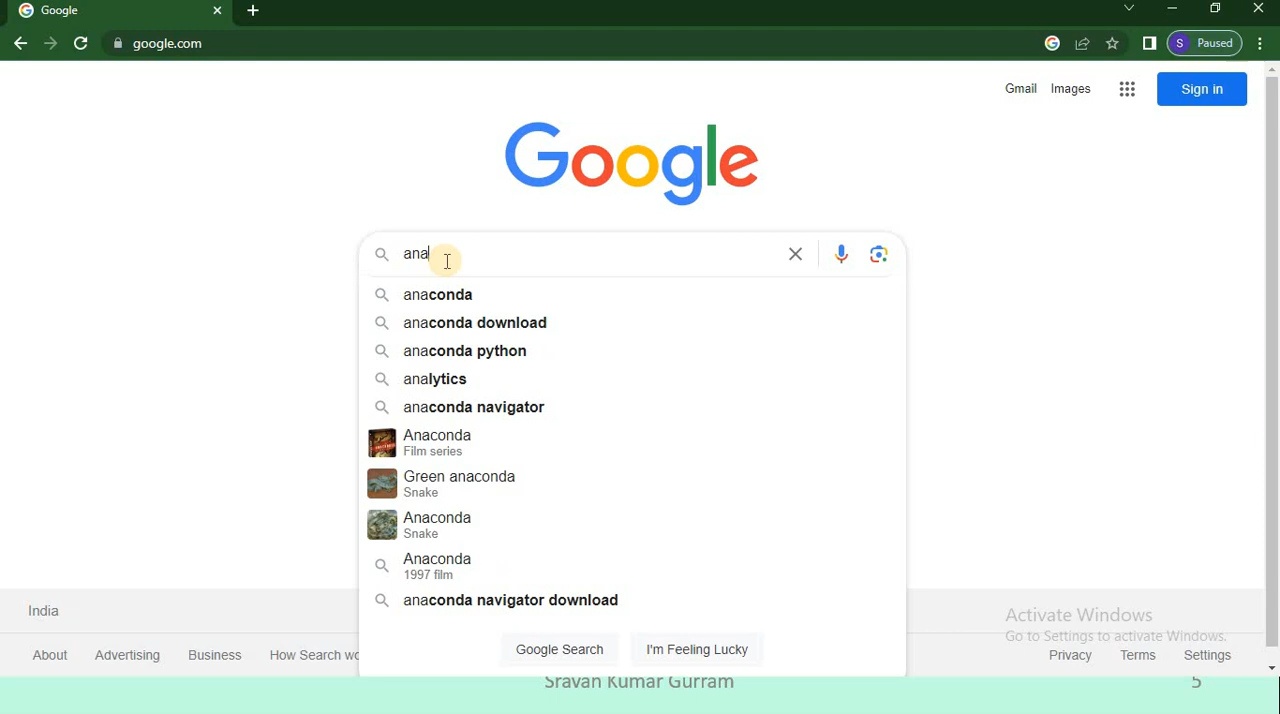 Google
google.com
S Paused
Gmail Images Sign in
Google
ana
anaconda
anaconda download
anaconda python
analytics
anaconda navigator
Anaconda
Film series
Green anaconda
Snake
Anaconda
Snake
Anaconda
1997 film
anaconda navigator download
Google Search I'm Feeling Lucky
India
Activate Windows
Go to Settings to activate Windows.
About Advertising Business How Search wo Privacy Terms Settings
Sravan Kumar Gurram 5